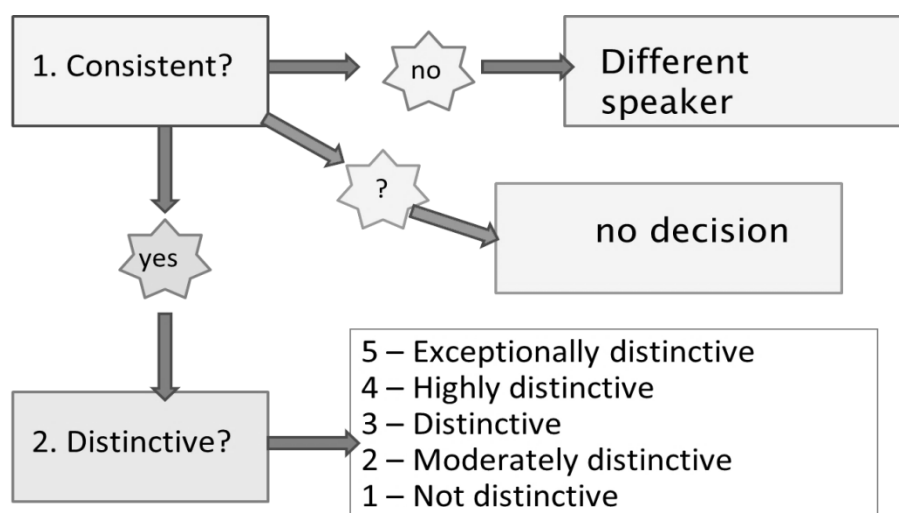 1. Consistent?
no
Different
speaker
?
no decision
yes
5 – Exceptionally distinctive
4 – Highly distinctive
3 – Distinctive
2 – Moderately distinctive
1 – Not distinctive
2. Distinctive?